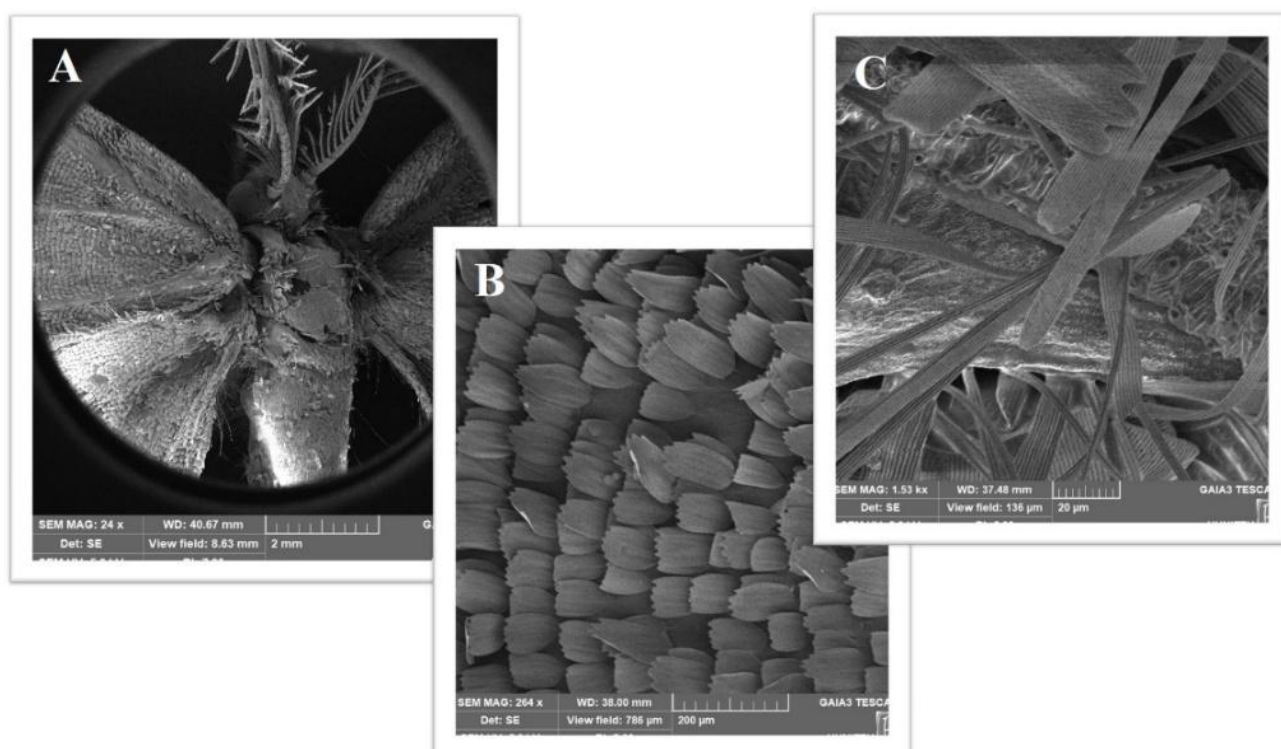 A
SEM MAG: 24 x WD: 40.67 mm
Det: SE View field: 8.63 mm 2 mm
B
SEM MAG: 264 x WD: 38.00 mm GAIA3 TESCA
Det: SE View field: 786 µm 200 µm
C
SEM MAG: 1.53 kx WD: 37.48 mm GAIA3 TESCA
Det: SE View field: 136 µm 20 µm